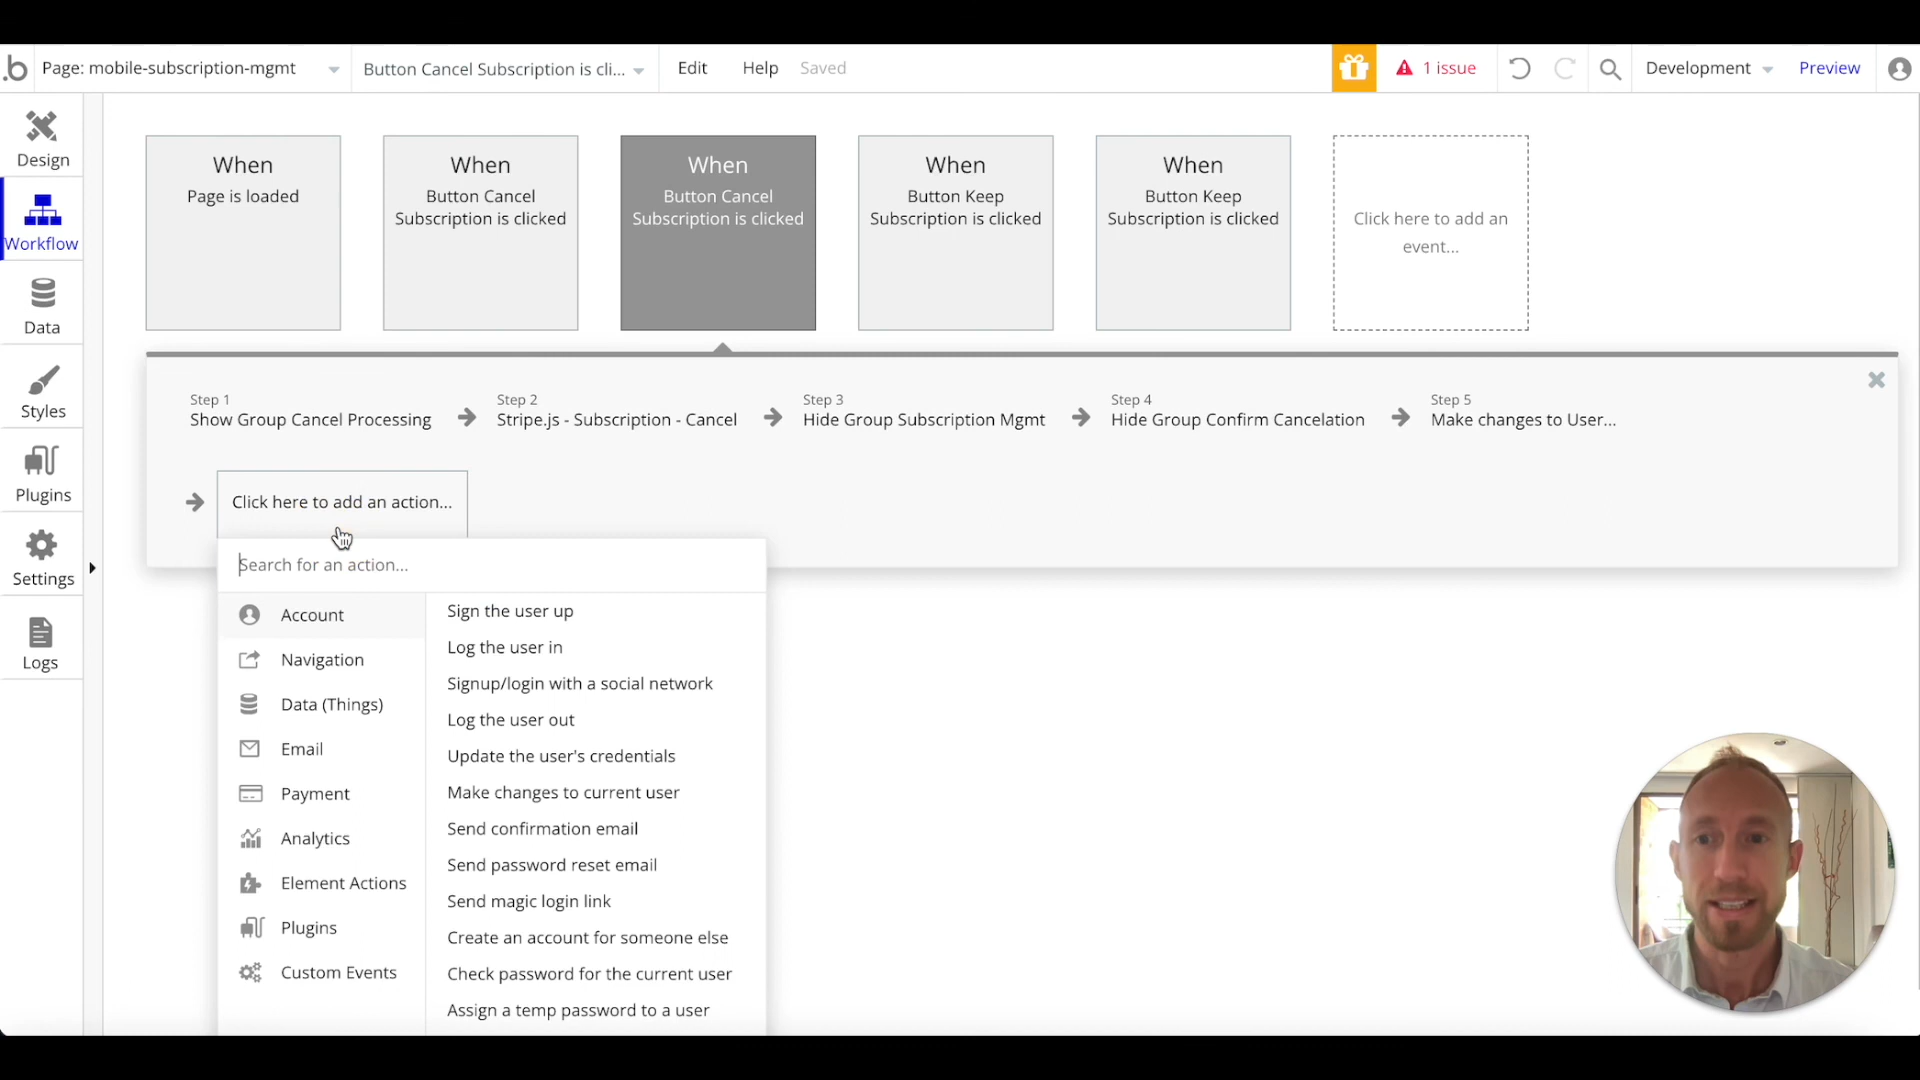 .b Page: mobile-subscription-mgmt Button Cancel Subscription is cli... Edit Help Saved 1 issue Development Preview
Design
Workflow
Data
Styles
Plugins
Settings
Logs
When
Page is loaded
When
Button Cancel
Subscription is clicked
When
Button Cancel
Subscription is clicked
When
Button Keep
Subscription is clicked
When
Button Keep
Subscription is clicked
Click here to add an
event...
Step 1
Show Group Cancel Processing
Step 2
Stripe.js - Subscription - Cancel
Step 3
Hide Group Subscription Mgmt
Step 4
Hide Group Confirm Cancelation
Step 5
Make changes to User...
Click here to add an action...
Search for an action...
Account
Navigation
Data (Things)
Email
Payment
Analytics
Element Actions
Plugins
Custom Events
Sign the user up
Log the user in
Signup/login with a social network
Log the user out
Update the user's credentials
Make changes to current user
Send confirmation email
Send password reset email
Send magic login link
Create an account for someone else
Check password for the current user
Assign a temp password to a user